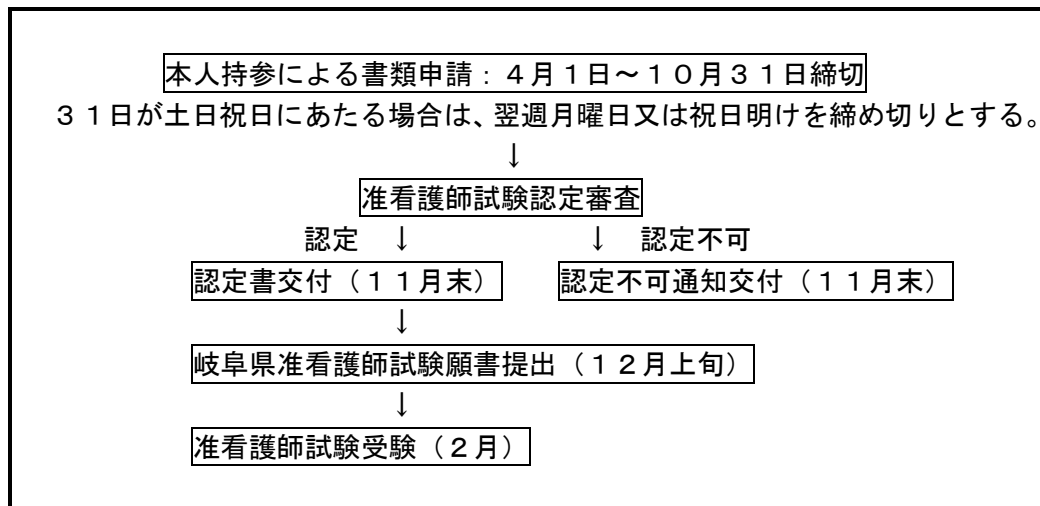 本人持参による書類申請：４月１日～１０月３１日締切
３１日が土日祝日にあたる場合は、翌週月曜日又は祝日明けを締め切りとする。
↓
准看護師試験認定審査
認定 ↓ ↓ 認定不可
認定書交付（１１月末） 認定不可通知交付（１１月末）
↓
岐阜県准看護師試験願書提出（１２月上旬）
↓
准看護師試験受験（２月）